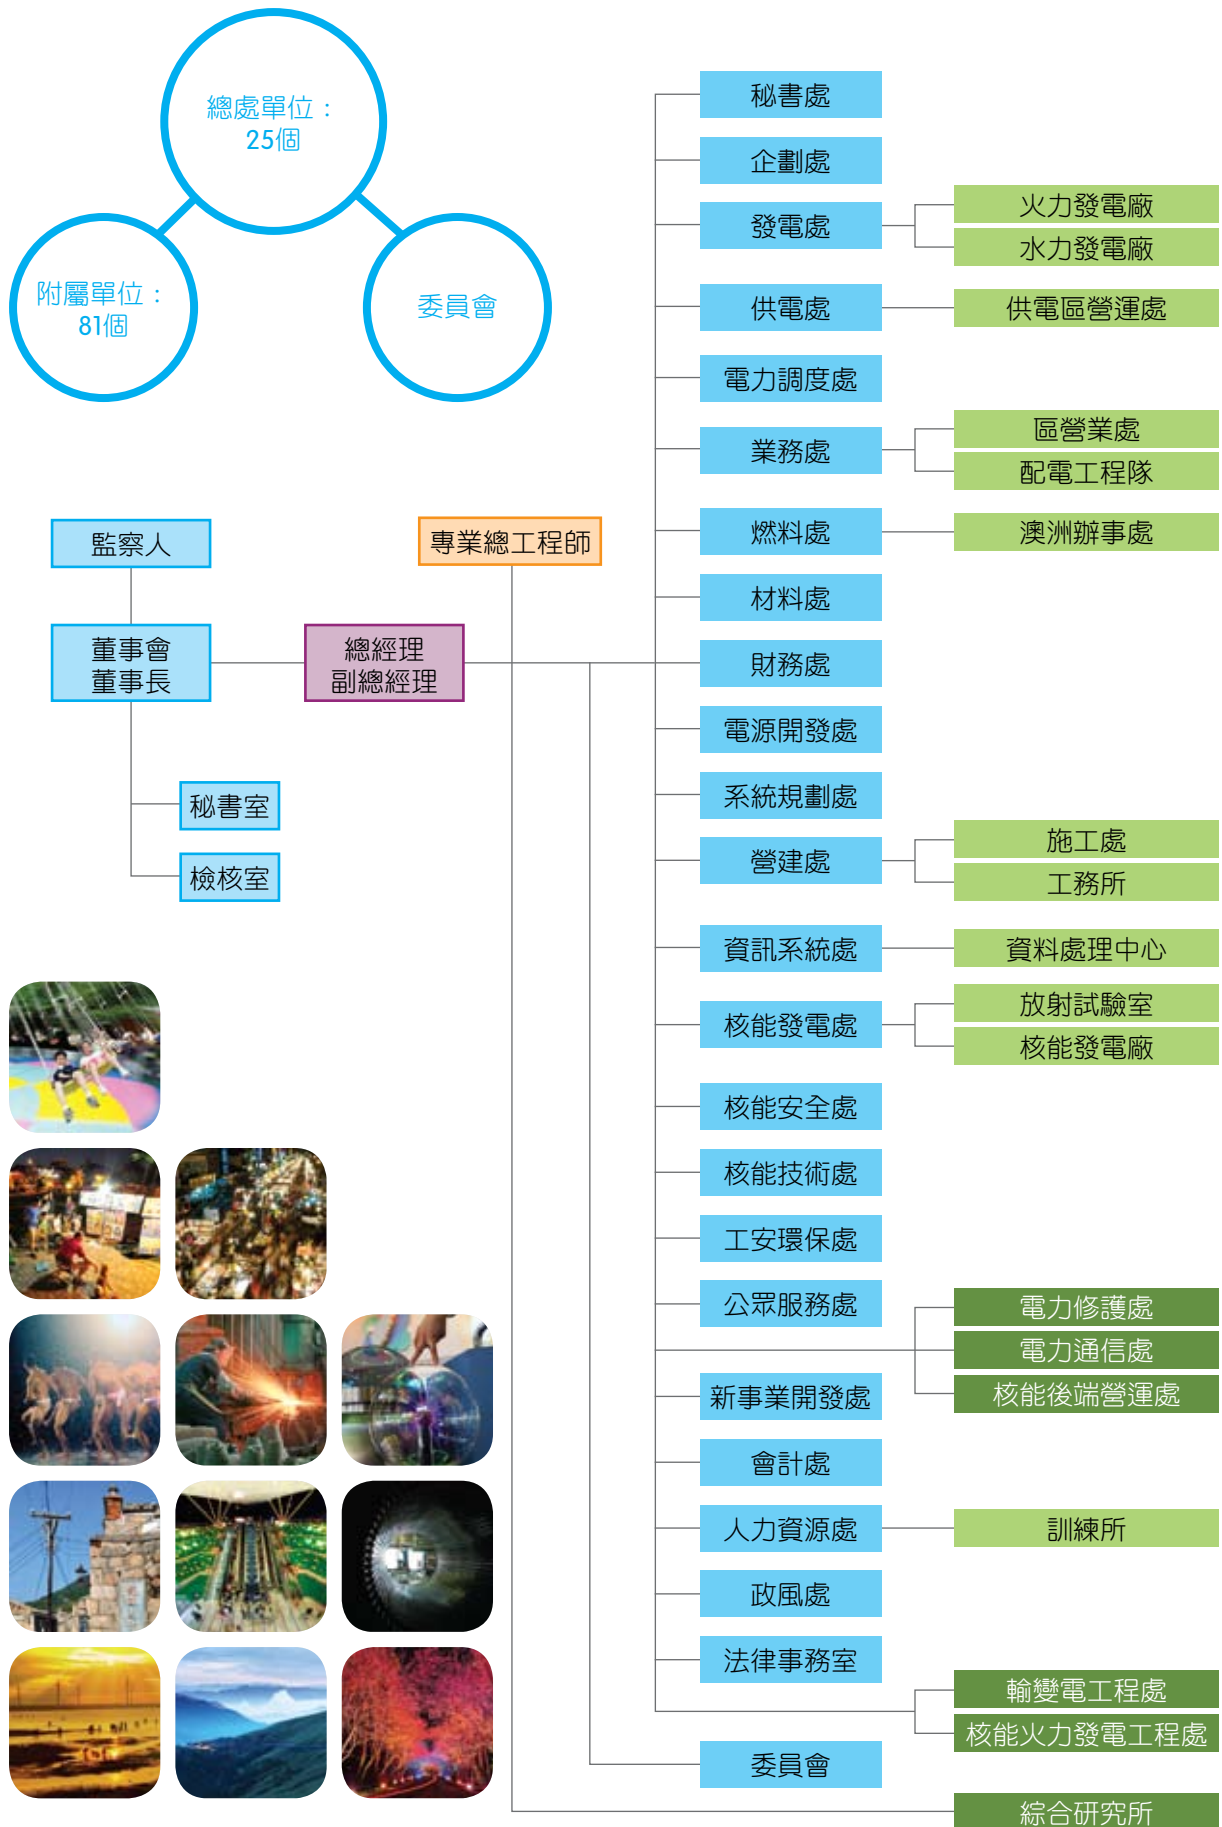 總處單位：
25個
附屬單位：
81個
委員會
監察人
董事會
董事長
秘書室
檢核室
總經理
副總經理
專業總工程師
秘書處
企劃處
發電處
火力發電廠
水力發電廠
供電處
供電區營運處
電力調度處
業務處
區營業處
配電工程隊
燃料處
澳洲辦事處
材料處
財務處
電源開發處
系統規劃處
營建處
施工處
工務所
資訊系統處
資料處理中心
核能發電處
放射試驗室
核能發電廠
核能安全處
核能技術處
工安環保處
公眾服務處
電力修護處
電力通信處
核能後端營運處
新事業開發處
會計處
人力資源處
訓練所
政風處
法律事務室
輸變電工程處
核能火力發電工程處
委員會
綜合研究所